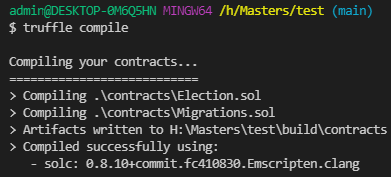 admin@DESKTOP-0M6Q5HN MINGW64 /h/Masters/test (main)
$ truffle compile
Compiling your contracts...
===========================
> Compiling .\contracts\Election.sol
> Compiling .\contracts\Migrations.sol
> Artifacts written to H:\Masters\test\build\contracts
> Compiled successfully using:
- solc: 0.8.10+commit.fc410830.Emscripten.clang